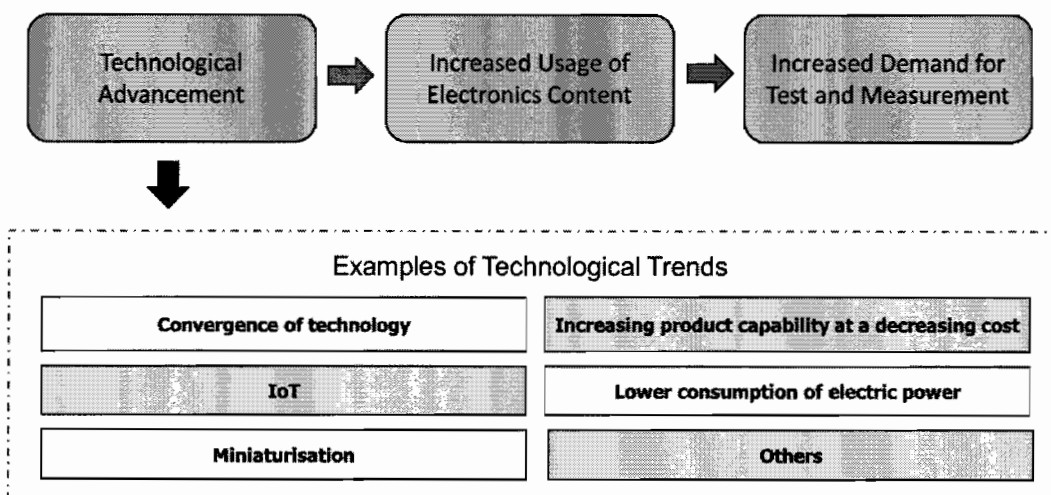 Technological
Advancement
Increased Usage of
Electronics Content
Increased Demand for
Test and Measurement
Examples of Technological Trends
Convergence of technology
Increasing product capability at a decreasing cost
IoT
Lower consumption of electric power
Miniaturisation
Others